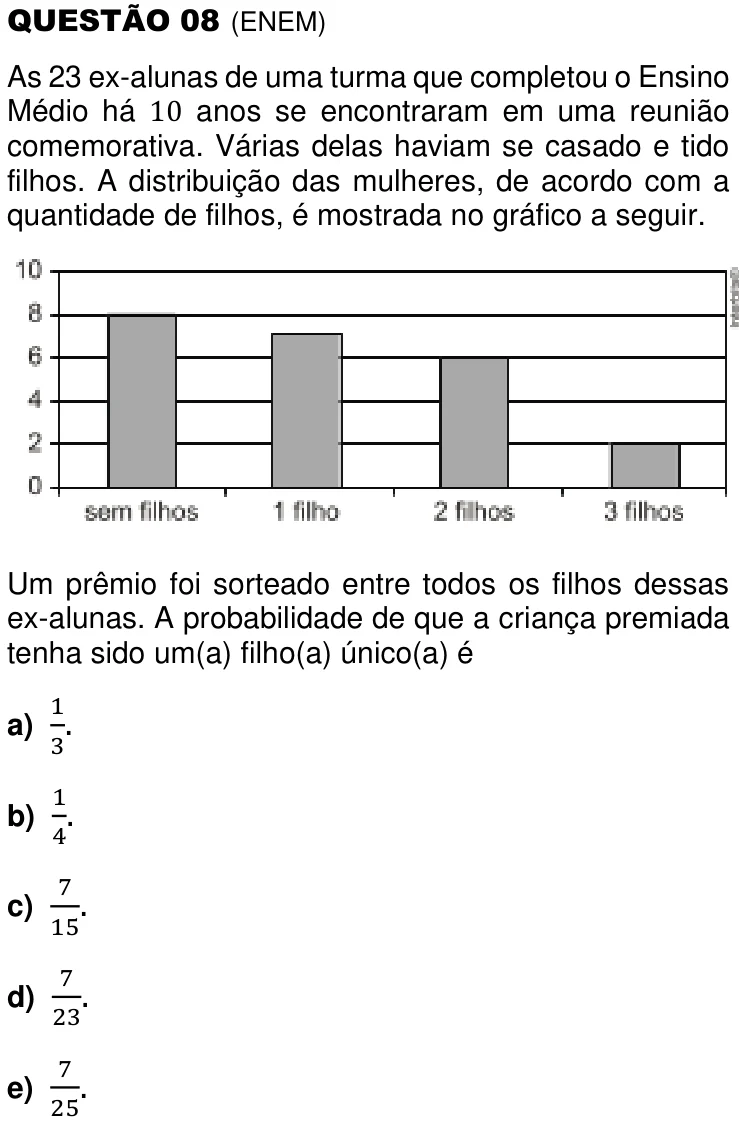 QUESTÃO 08 (ENEM)
As 23 ex-alunas de uma turma que completou o Ensino
Médio há 10 anos se encontraram em uma reunião
comemorativa. Várias delas haviam se casado e tido
filhos. A distribuição das mulheres, de acordo com a
quantidade de filhos, é mostrada no gráfico a seguir.
10
8
6
4
2
0
sem filhos 1 filho 2 filhos 3 filhos
Interbits®
Um prêmio foi sorteado entre todos os filhos dessas
ex-alunas. A probabilidade de que a criança premiada
tenha sido um(a) filho(a) único(a) é
a) 1/3.
b) 1/4.
c) 7/15.
d) 7/23.
e) 7/25.